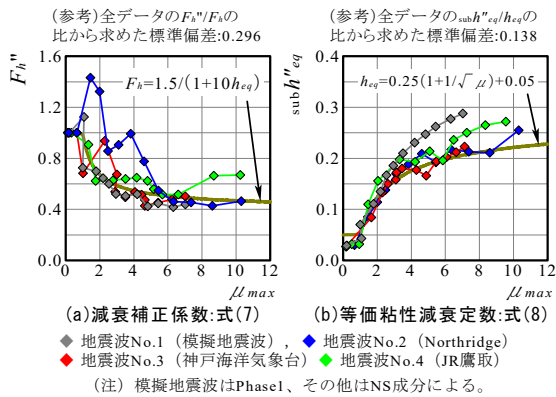 (参考)全データのFh"/Fhの
比から求めた標準偏差:0.296
(参考)全データのsubh"eq/heqの
比から求めた標準偏差:0.138
Fh"
1.6
1.2
0.8
0.4
0.0
0 2 4 6 8 10 12
μmax
Fh=1.5/(1+10heq)
subh"eq
0.4
0.3
0.2
0.1
0.0
0 2 4 6 8 10 12
μmax
heq=0.25(1+1/√μ)+0.05
(a)減衰補正係数:式(7)
(b)等価粘性減衰定数:式(8)
地震波No.1(模擬地震波),
地震波No.2(Northridge)
地震波No.3(神戸海洋気象台)
地震波No.4(JR鷹取)
(注)模擬地震波はPhase1、その他はNS成分による。